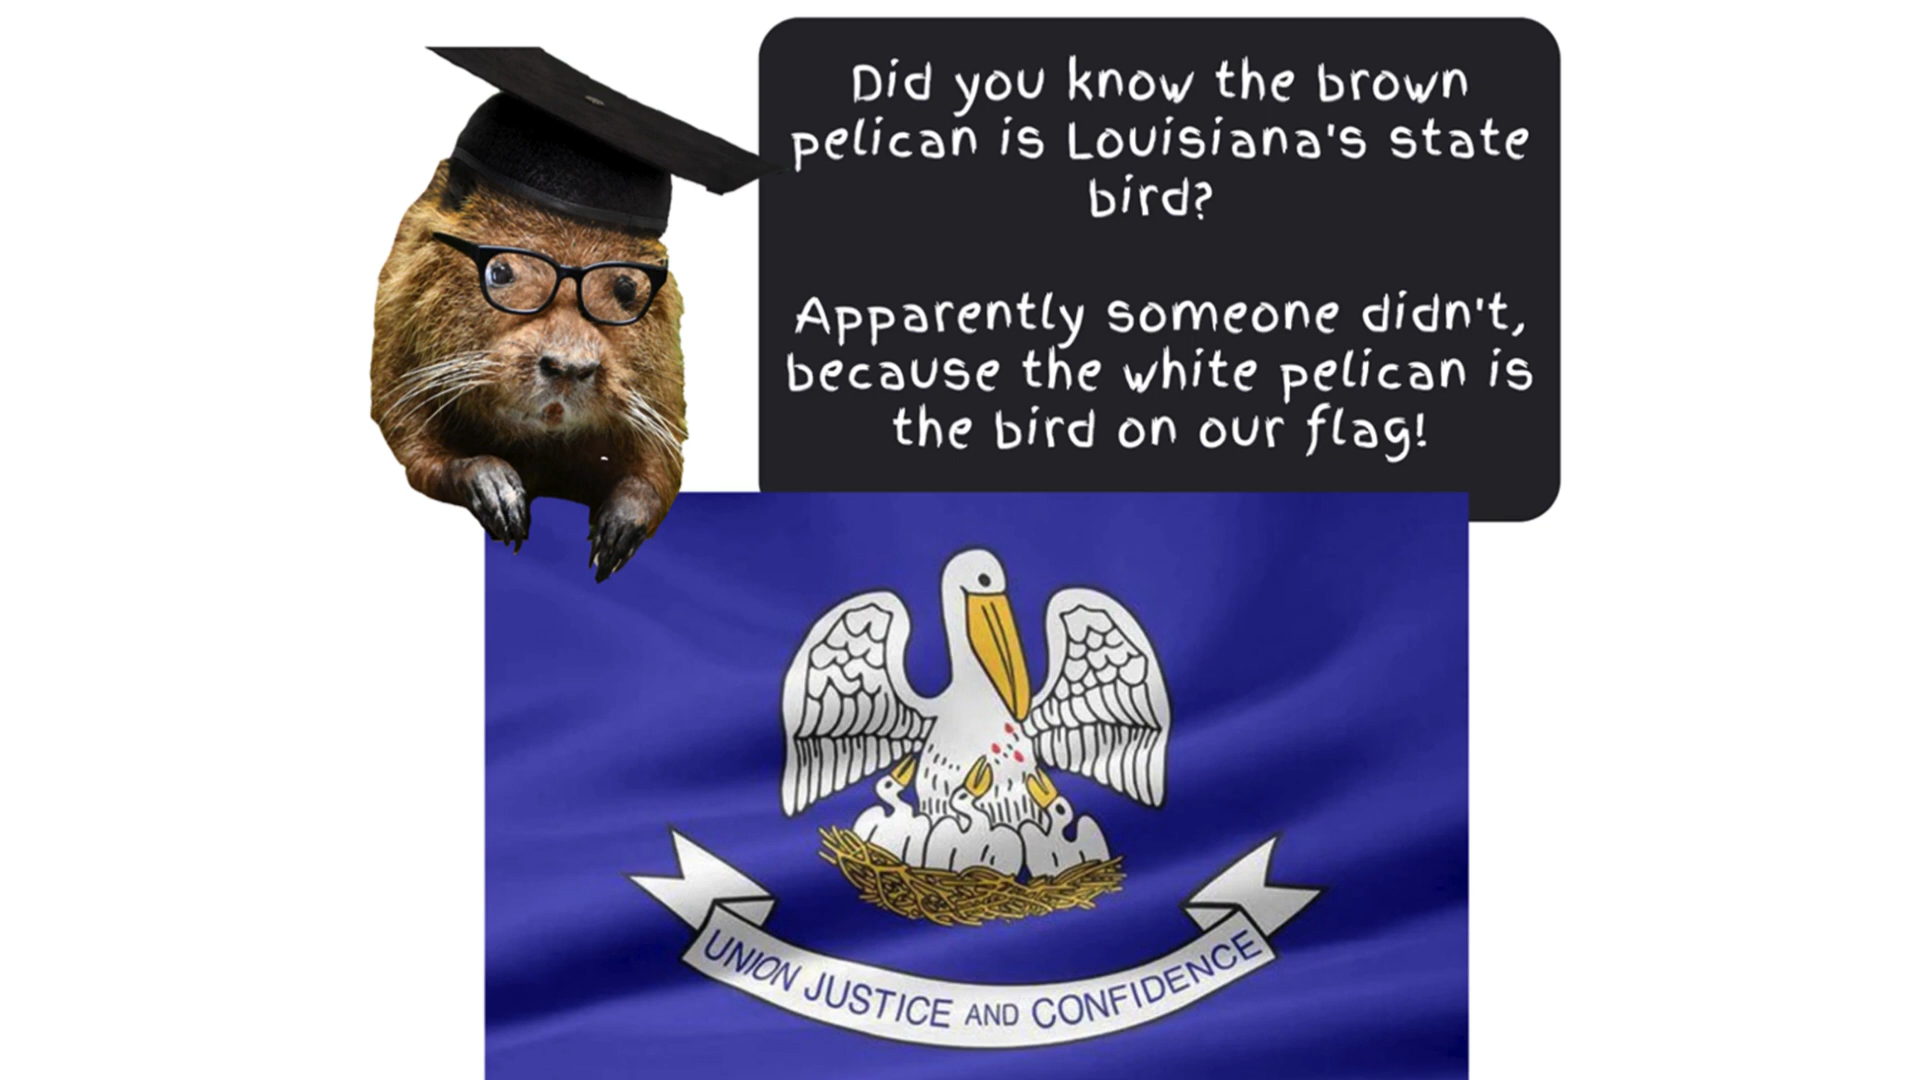 Did you know the brown
pelican is Louisiana's state
bird?
Apparently someone didn't,
because the white pelican is
the bird on our flag!
UNION JUSTICE AND CONFIDENCE